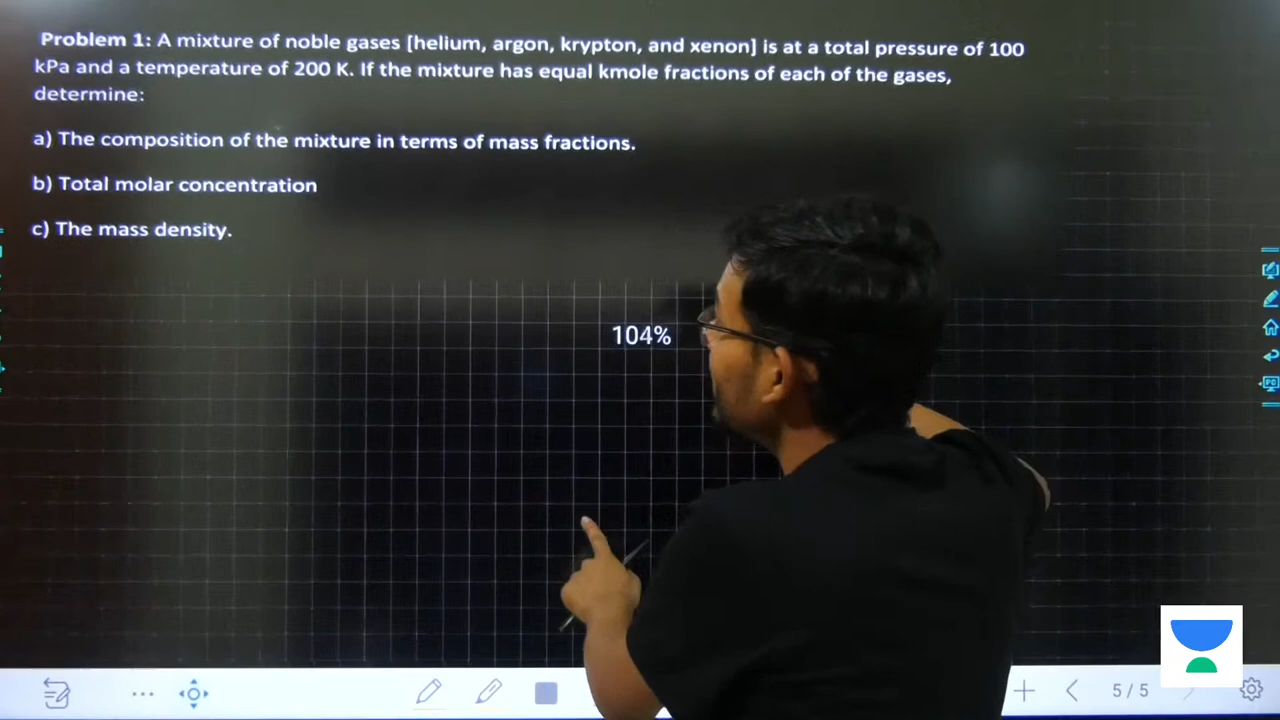 Problem 1: A mixture of noble gases [helium, argon, krypton, and xenon] is at a total pressure of 100
kPa and a temperature of 200 K. If the mixture has equal kmole fractions of each of the gases,
determine:
a) The composition of the mixture in terms of mass fractions.
b) Total molar concentration
c) The mass density.
104%
5 / 5